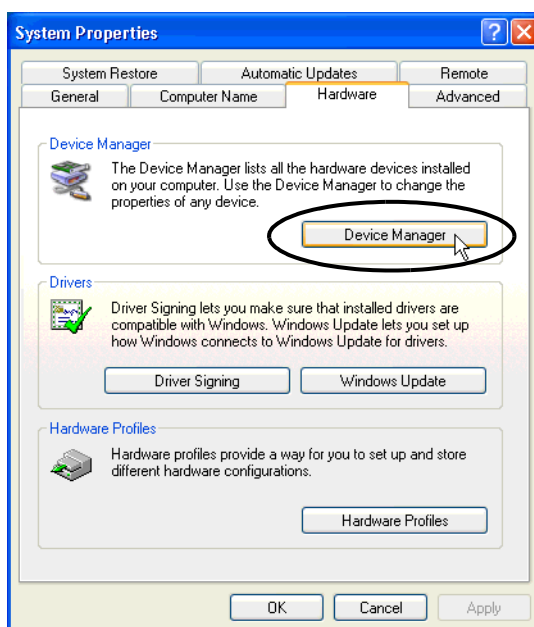 System Properties
System Restore Automatic Updates Remote
General Computer Name Hardware Advanced
Device Manager
The Device Manager lists all the hardware devices installed
on your computer. Use the Device Manager to change the
properties of any device.
Device Manager
Drivers
Driver Signing lets you make sure that installed drivers are
compatible with Windows. Windows Update lets you set up
how Windows connects to Windows Update for drivers.
Driver Signing Windows Update
Hardware Profiles
Hardware profiles provide a way for you to set up and store
different hardware configurations.
Hardware Profiles
OK Cancel Apply